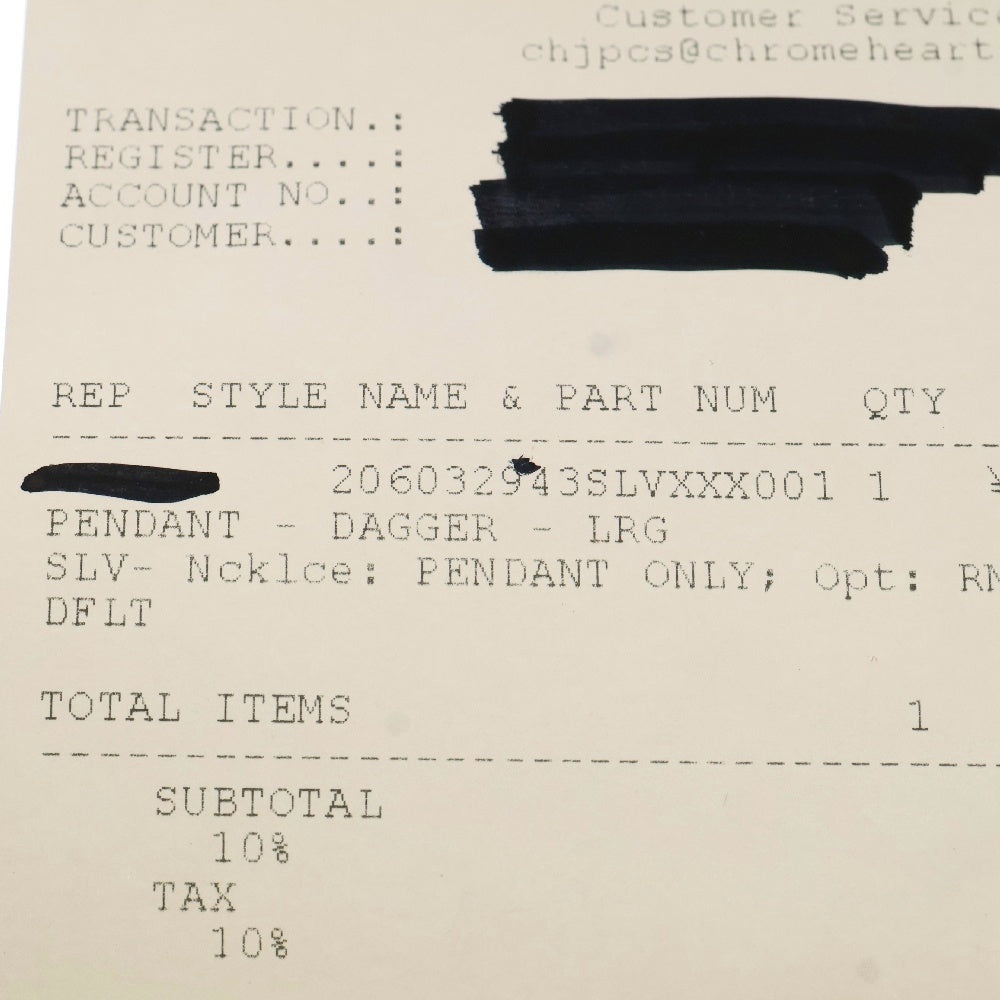 Customer Servic
chjpcs@chromeheart
TRANSACTION.:
REGISTER....:
ACCOUNT NO..:
CUSTOMER....:
REP STYLE NAME & PART NUM QTY
206032943SLVXXX001 1 ¥
PENDANT - DAGGER - LRG
SLV- Ncklce: PENDANT ONLY; Opt: RN
DFLT
TOTAL ITEMS 1
SUBTOTAL
10%
TAX
10%